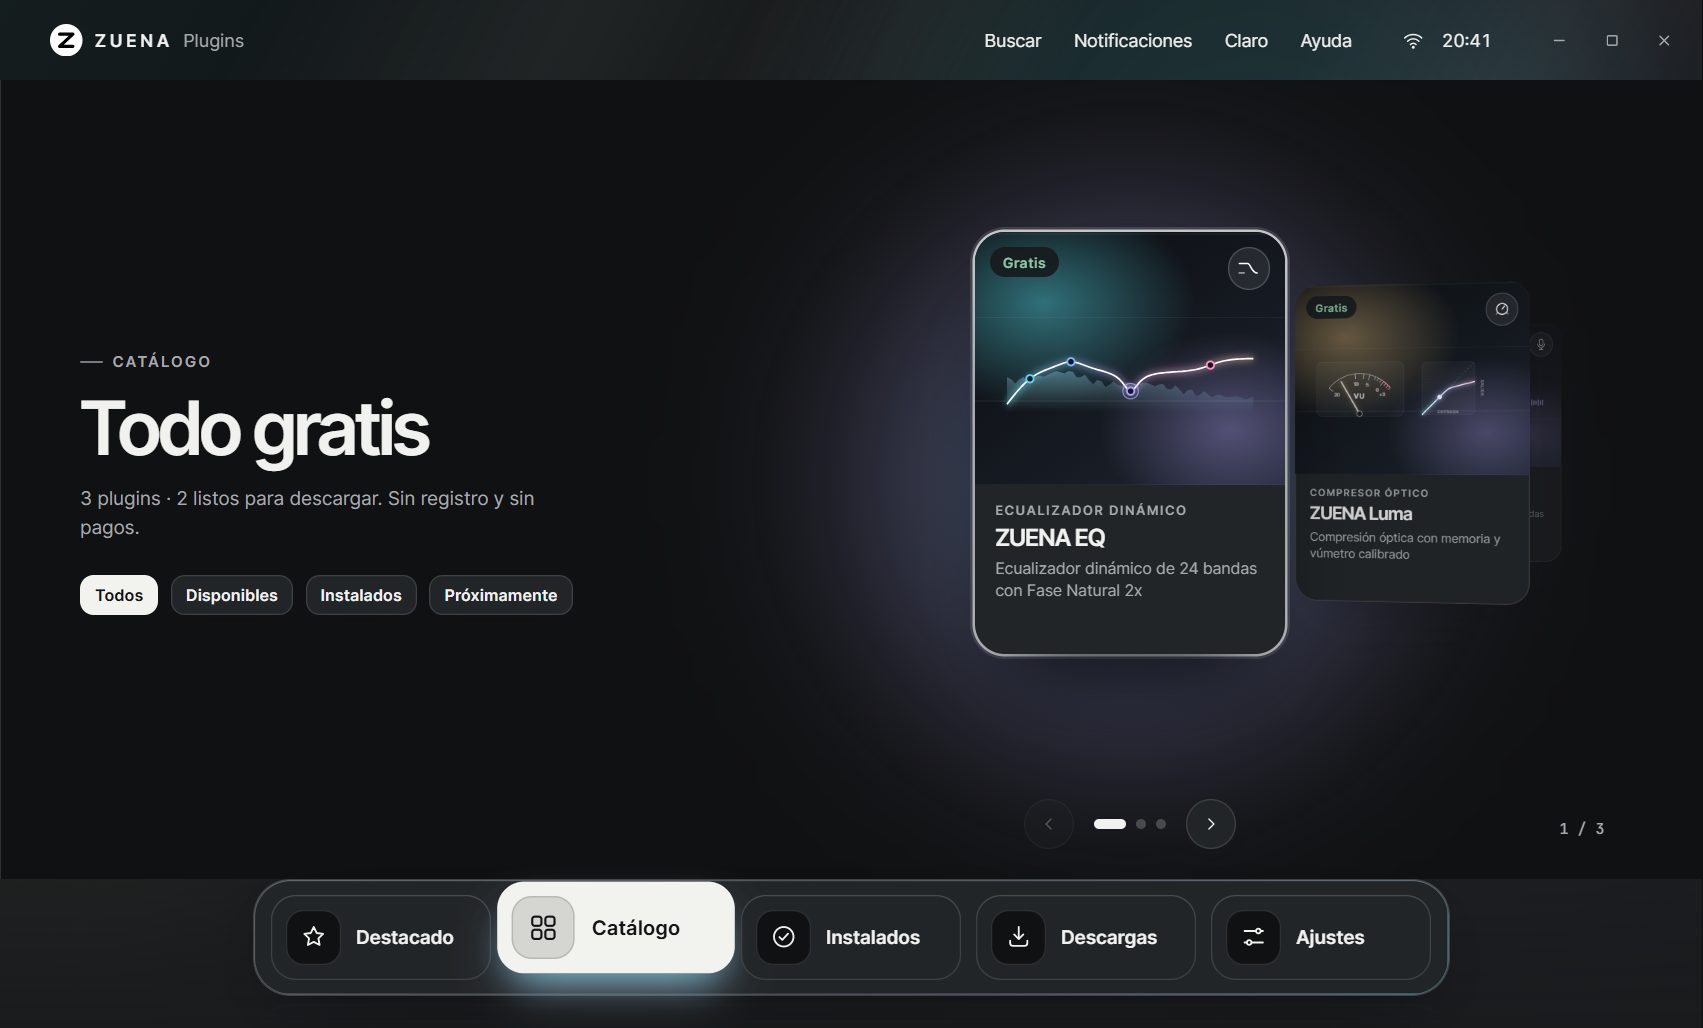 ZUENA Plugins
Buscar Notificaciones Claro Ayuda 20:41
CATÁLOGO
Todo gratis
3 plugins · 2 listos para descargar. Sin registro y sin
pagos.
Todos Disponibles Instalados Próximamente
Gratis
ECUALIZADOR DINÁMICO
ZUENA EQ
Ecualizador dinámico de 24 bandas
con Fase Natural 2x
Gratis
VU
COMPRESOR ÓPTICO
ZUENA Luma
Compresión óptica con memoria y
vúmetro calibrado
1 / 3
Destacado Catálogo Instalados Descargas Ajustes